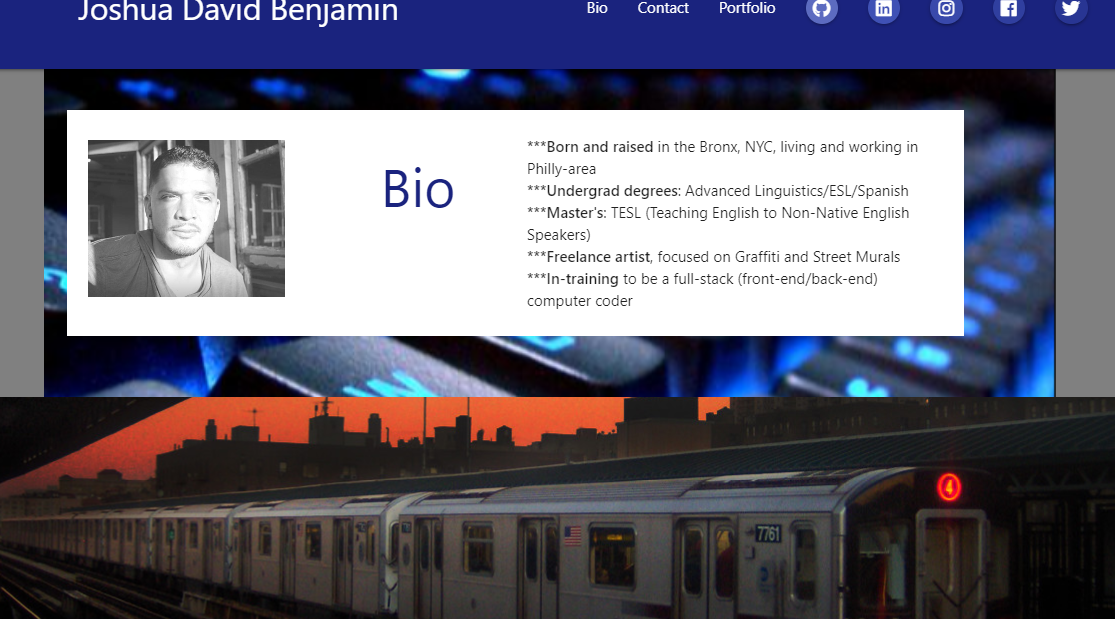 Joshua David Benjamin
Bio Contact Portfolio
Bio
***Born and raised in the Bronx, NYC, living and working in
Philly-area
***Undergrad degrees: Advanced Linguistics/ESL/Spanish
***Master's: TESL (Teaching English to Non-Native English
Speakers)
***Freelance artist, focused on Graffiti and Street Murals
***In-training to be a full-stack (front-end/back-end)
computer coder
4
7761